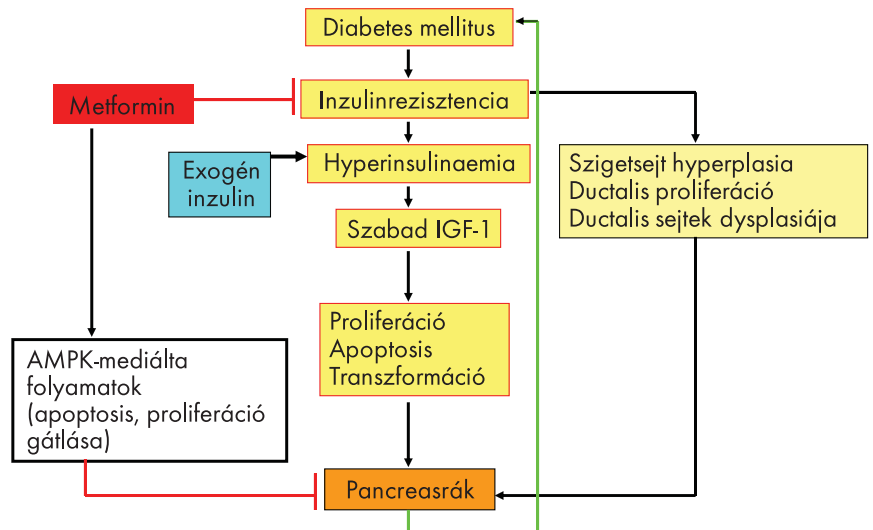 Diabetes mellitus
Metformin
Inzulinrezisztencia
Exogén
inzulin
Hyperinsulinaemia
Szigetsejt hyperplasia
Ductalis proliferáció
Ductalis sejtek dysplasiája
Szabad IGF-1
Proliferáció
Apoptosis
Transzformáció
AMPK-mediálta
folyamatok
(apoptosis, proliferáció
gátlása)
Pancreasrák